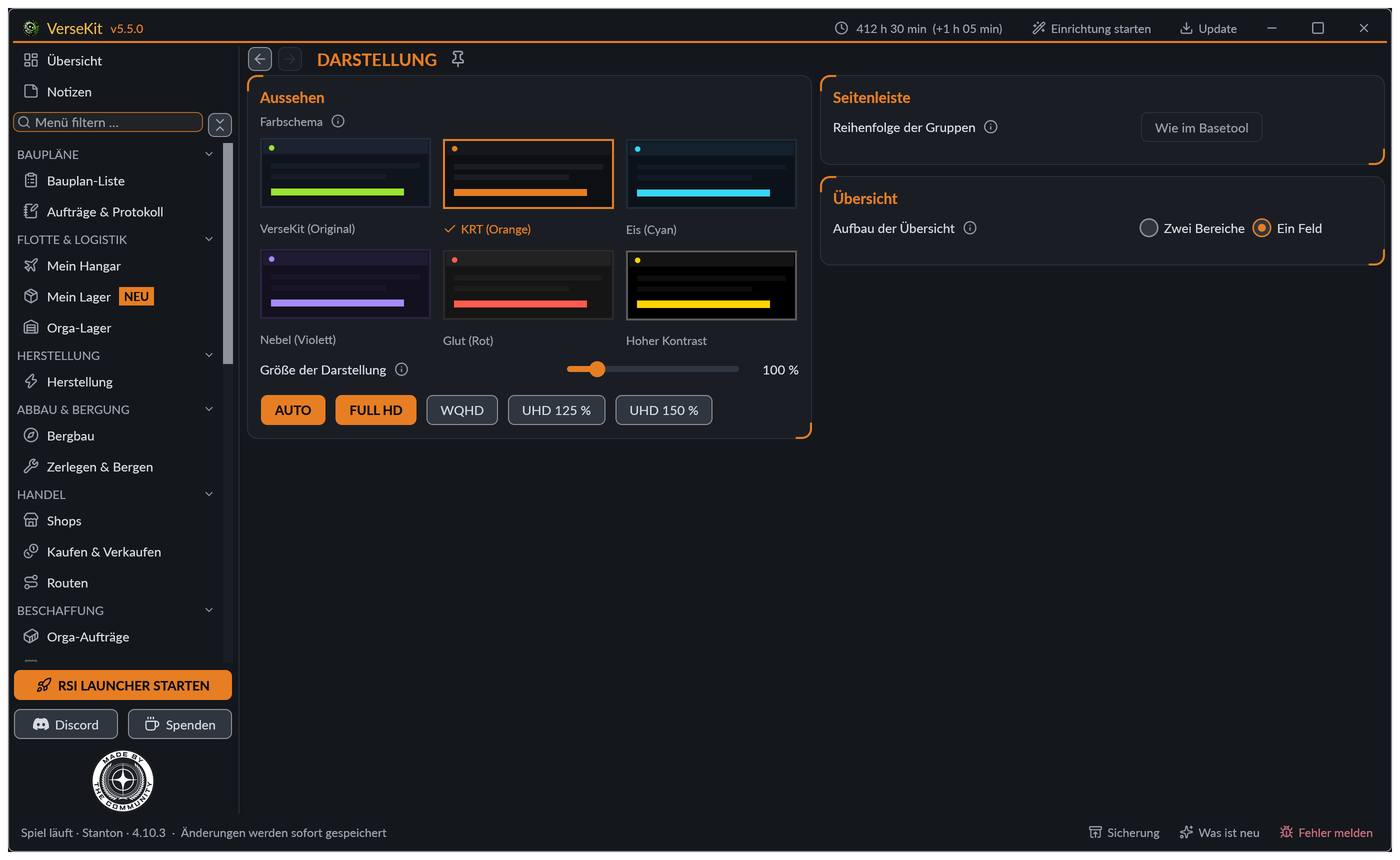 VerseKit v5.5.0
412 h 30 min (+1 h 05 min)
Einrichtung starten
Update
Übersicht
Notizen
Menü filtern ...
BAUPLÄNE
Bauplan-Liste
Aufträge & Protokoll
FLOTTE & LOGISTIK
Mein Hangar
Mein Lager NEU
Orga-Lager
HERSTELLUNG
Herstellung
ABBAU & BERGUNG
Bergbau
Zerlegen & Bergen
HANDEL
Shops
Kaufen & Verkaufen
Routen
BESCHAFFUNG
Orga-Aufträge
RSI LAUNCHER STARTEN
Discord
Spenden
MADE BY
THE COMMUNITY
DARSTELLUNG
Aussehen
Farbschema
VerseKit (Original)
KRT (Orange)
Eis (Cyan)
Nebel (Violett)
Glut (Rot)
Hoher Kontrast
Größe der Darstellung
100 %
AUTO
FULL HD
WQHD
UHD 125 %
UHD 150 %
Seitenleiste
Reihenfolge der Gruppen
Wie im Basetool
Übersicht
Aufbau der Übersicht
Zwei Bereiche
Ein Feld
Spiel läuft · Stanton · 4.10.3 · Änderungen werden sofort gespeichert
Sicherung
Was ist neu
Fehler melden